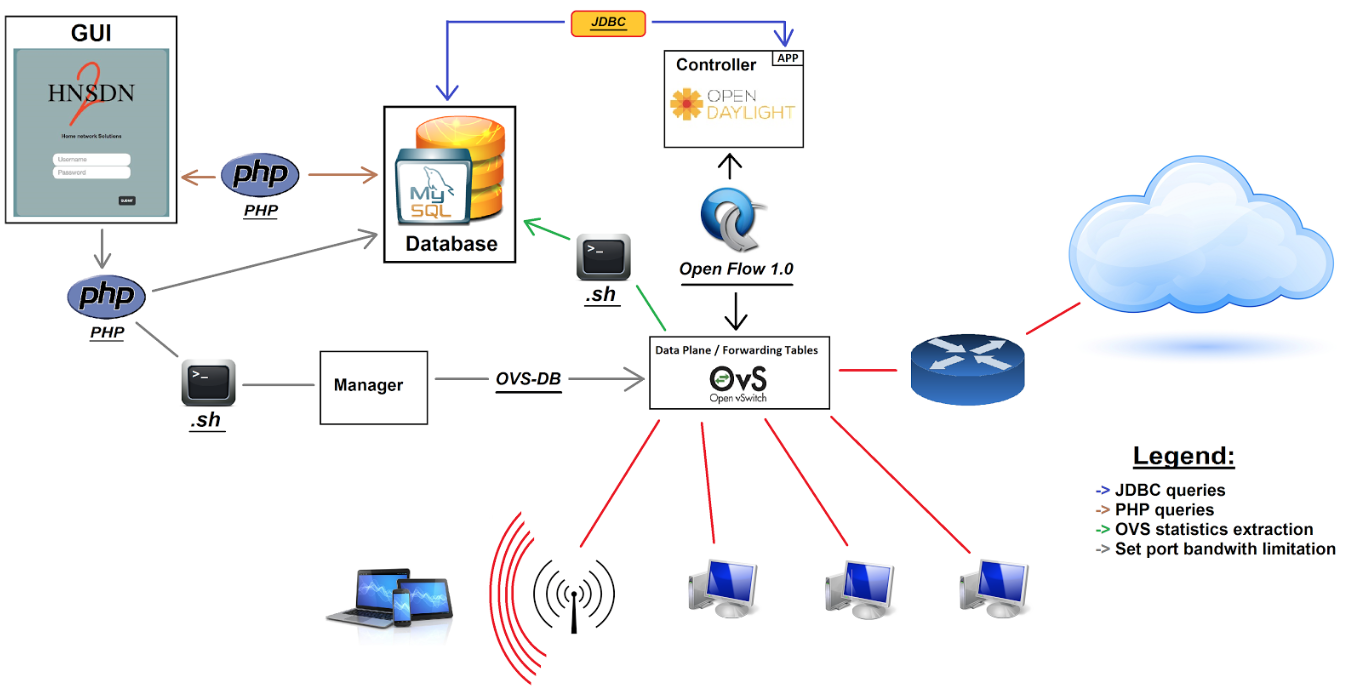 GUI
HNSDN
2
Home network Solutions
Username
Password
SUBMIT
php
PHP
php
PHP
>_
.sh
Manager
OVS-DB
JDBC
My
SQL
Database
>_
.sh
Controller
APP
OPEN
DAYLIGHT
Open Flow 1.0
Data Plane / Forwarding Tables
OvS
Open vSwitch
Legend:
-> JDBC queries
-> PHP queries
-> OVS statistics extraction
-> Set port bandwith limitation